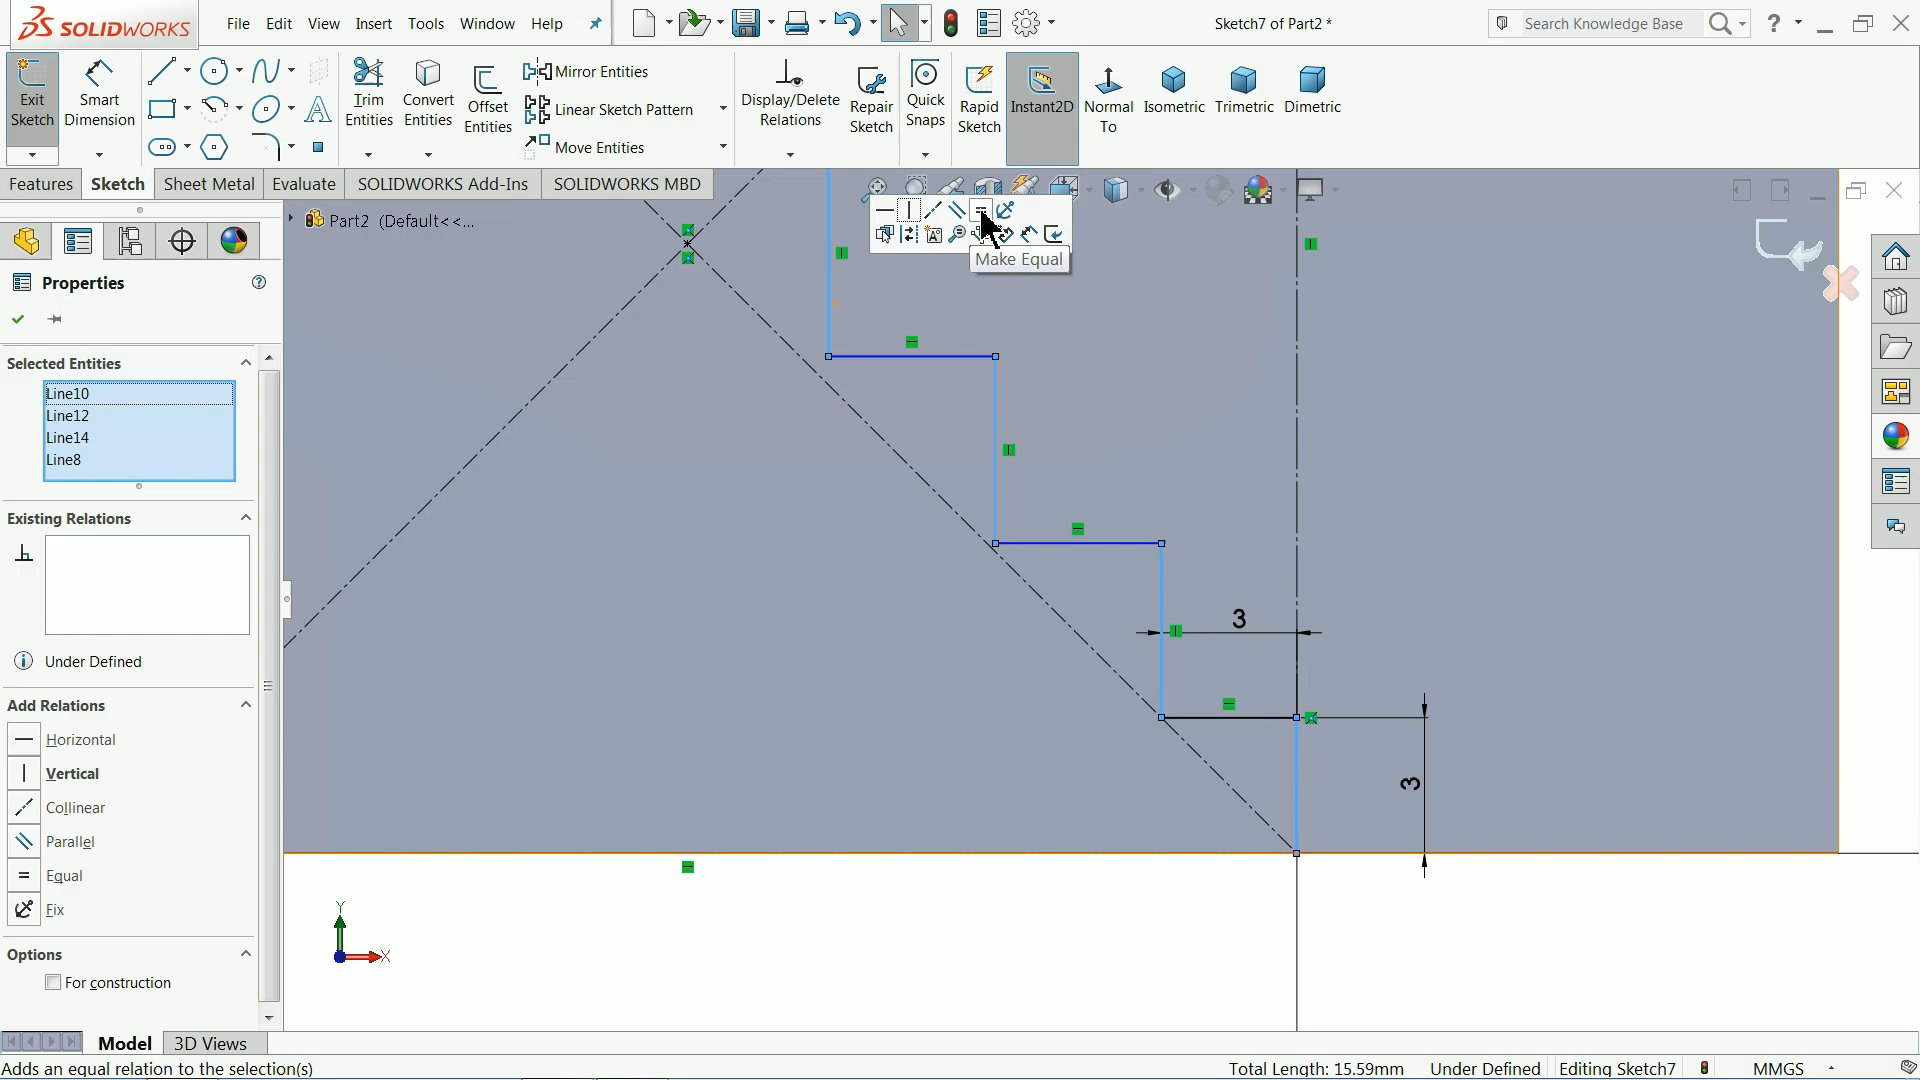 SOLIDWORKS
File Edit View Insert Tools Window Help
Sketch7 of Part2 *
Search Knowledge Base
?
Exit Sketch
Smart Dimension
Trim Entities
Convert Entities
Offset Entities
Mirror Entities
Linear Sketch Pattern
Move Entities
Display/Delete Relations
Repair Sketch
Quick Snaps
Rapid Sketch
Instant2D
Normal To
Isometric
Trimetric
Dimetric
Features Sketch Sheet Metal Evaluate SOLIDWORKS Add-Ins SOLIDWORKS MBD
Part2 (Default<<...
Make Equal
Properties
?
Selected Entities
Line10
Line12
Line14
Line8
Existing Relations
Under Defined
Add Relations
Horizontal
Vertical
Collinear
Parallel
Equal
Fix
Options
For construction
3
3
Y
X
Model 3D Views
Adds an equal relation to the selection(s)
Total Length: 15.59mm Under Defined Editing Sketch7 MMGS